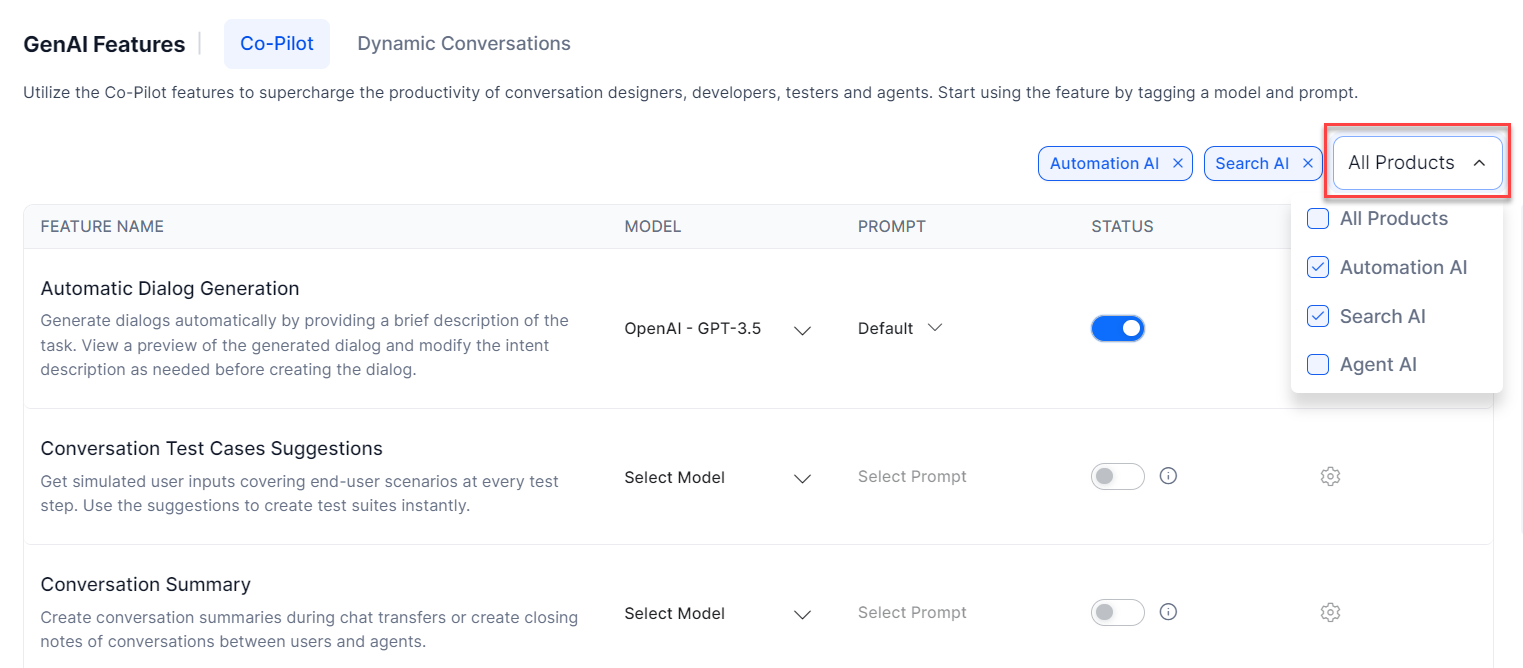 GenAI Features
Co-Pilot
Dynamic Conversations
Utilize the Co-Pilot features to supercharge the productivity of conversation designers, developers, testers and agents. Start using the feature by tagging a model and prompt.
Automation AI
Search AI
All Products
All Products
Automation AI
Search AI
Agent AI
FEATURE NAME
MODEL
PROMPT
STATUS
Automatic Dialog Generation
Generate dialogs automatically by providing a brief description of the
task. View a preview of the generated dialog and modify the intent
description as needed before creating the dialog.
OpenAI - GPT-3.5
Default
Conversation Test Cases Suggestions
Get simulated user inputs covering end-user scenarios at every test
step. Use the suggestions to create test suites instantly.
Select Model
Select Prompt
Conversation Summary
Create conversation summaries during chat transfers or create closing
notes of conversations between users and agents.
Select Model
Select Prompt